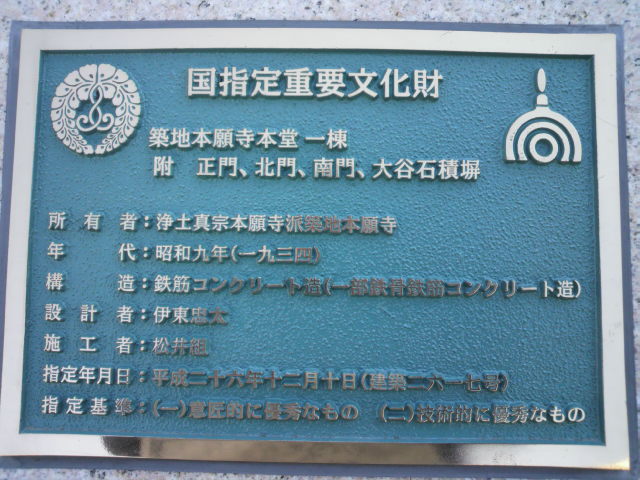 国指定重要文化財
築地本願寺本堂 一棟
附 正門、北門、南門、大谷石積塀
所有者：浄土真宗本願寺派築地本願寺
年代：昭和九年(一九三四)
構造：鉄筋コンクリート造(一部鉄骨鉄筋コンクリート造)
設計者：伊東忠太
施工者：松井組
指定年月日：平成二十六年十二月十日(建築二六一七号)
指定基準：(一)意匠的に優秀なもの (二)技術的に優秀なもの